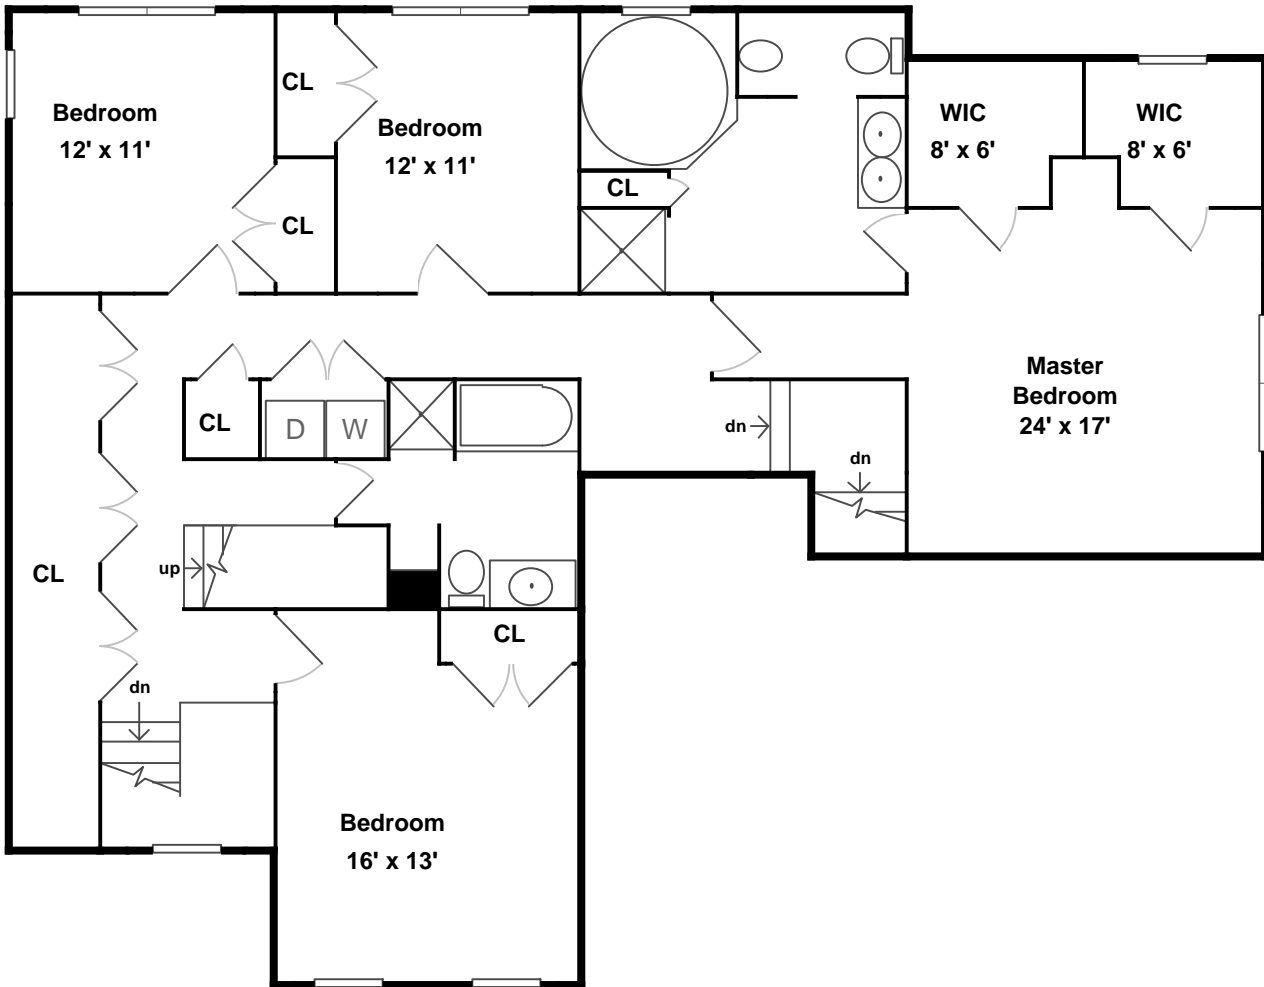 CL
Bedroom
12' x 11'
Bedroom
12' x 11'
WIC
8' x 6'
WIC
8' x 6'
CL
CL
Master
Bedroom
24' x 17'
CL
D
W
dn
dn
up
CL
CL
dn
Bedroom
16' x 13'